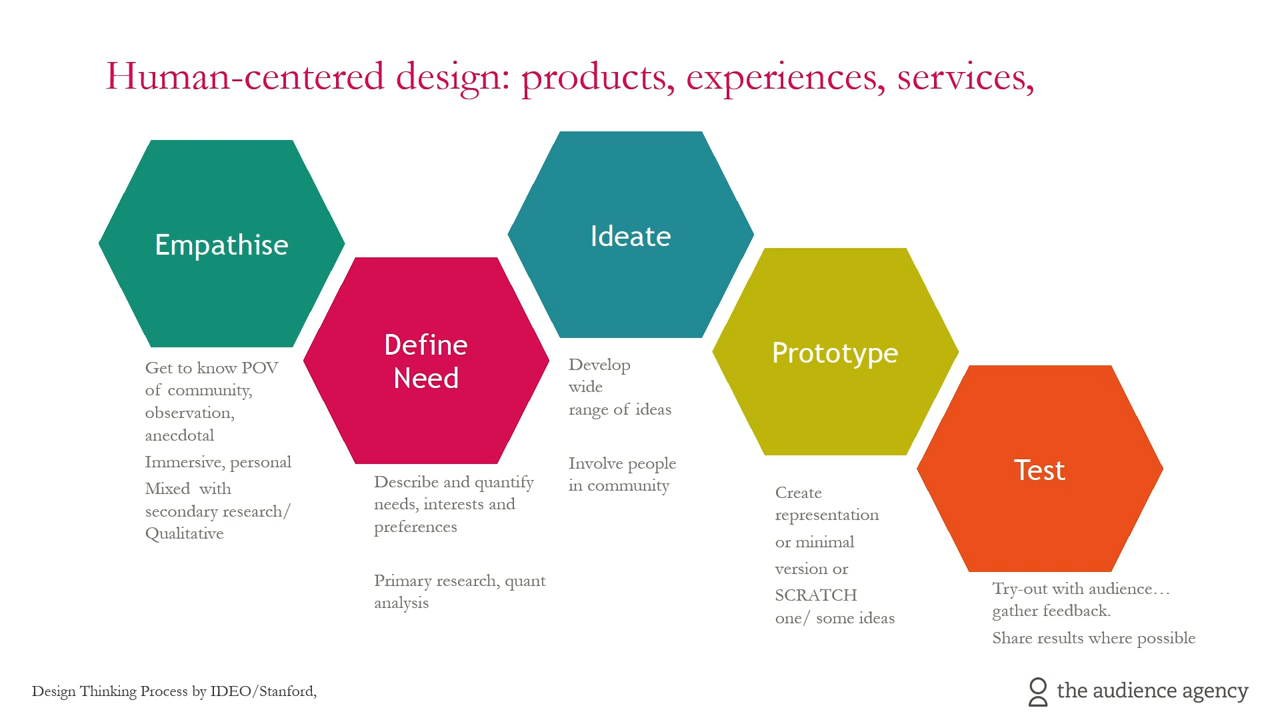 Human-centered design: products, experiences, services,
Empathise
Get to know POV
of community,
observation,
anecdotal
Immersive, personal
Mixed with
secondary research/
Qualitative
Define
Need
Describe and quantify
needs, interests and
preferences
Primary research, quant
analysis
Ideate
Develop
wide
range of ideas
Involve people
in community
Prototype
Create
representation
or minimal
version or
SCRATCH
one/ some ideas
Test
Try-out with audience…
gather feedback.
Share results where possible
Design Thinking Process by IDEO/Stanford,
the audience agency